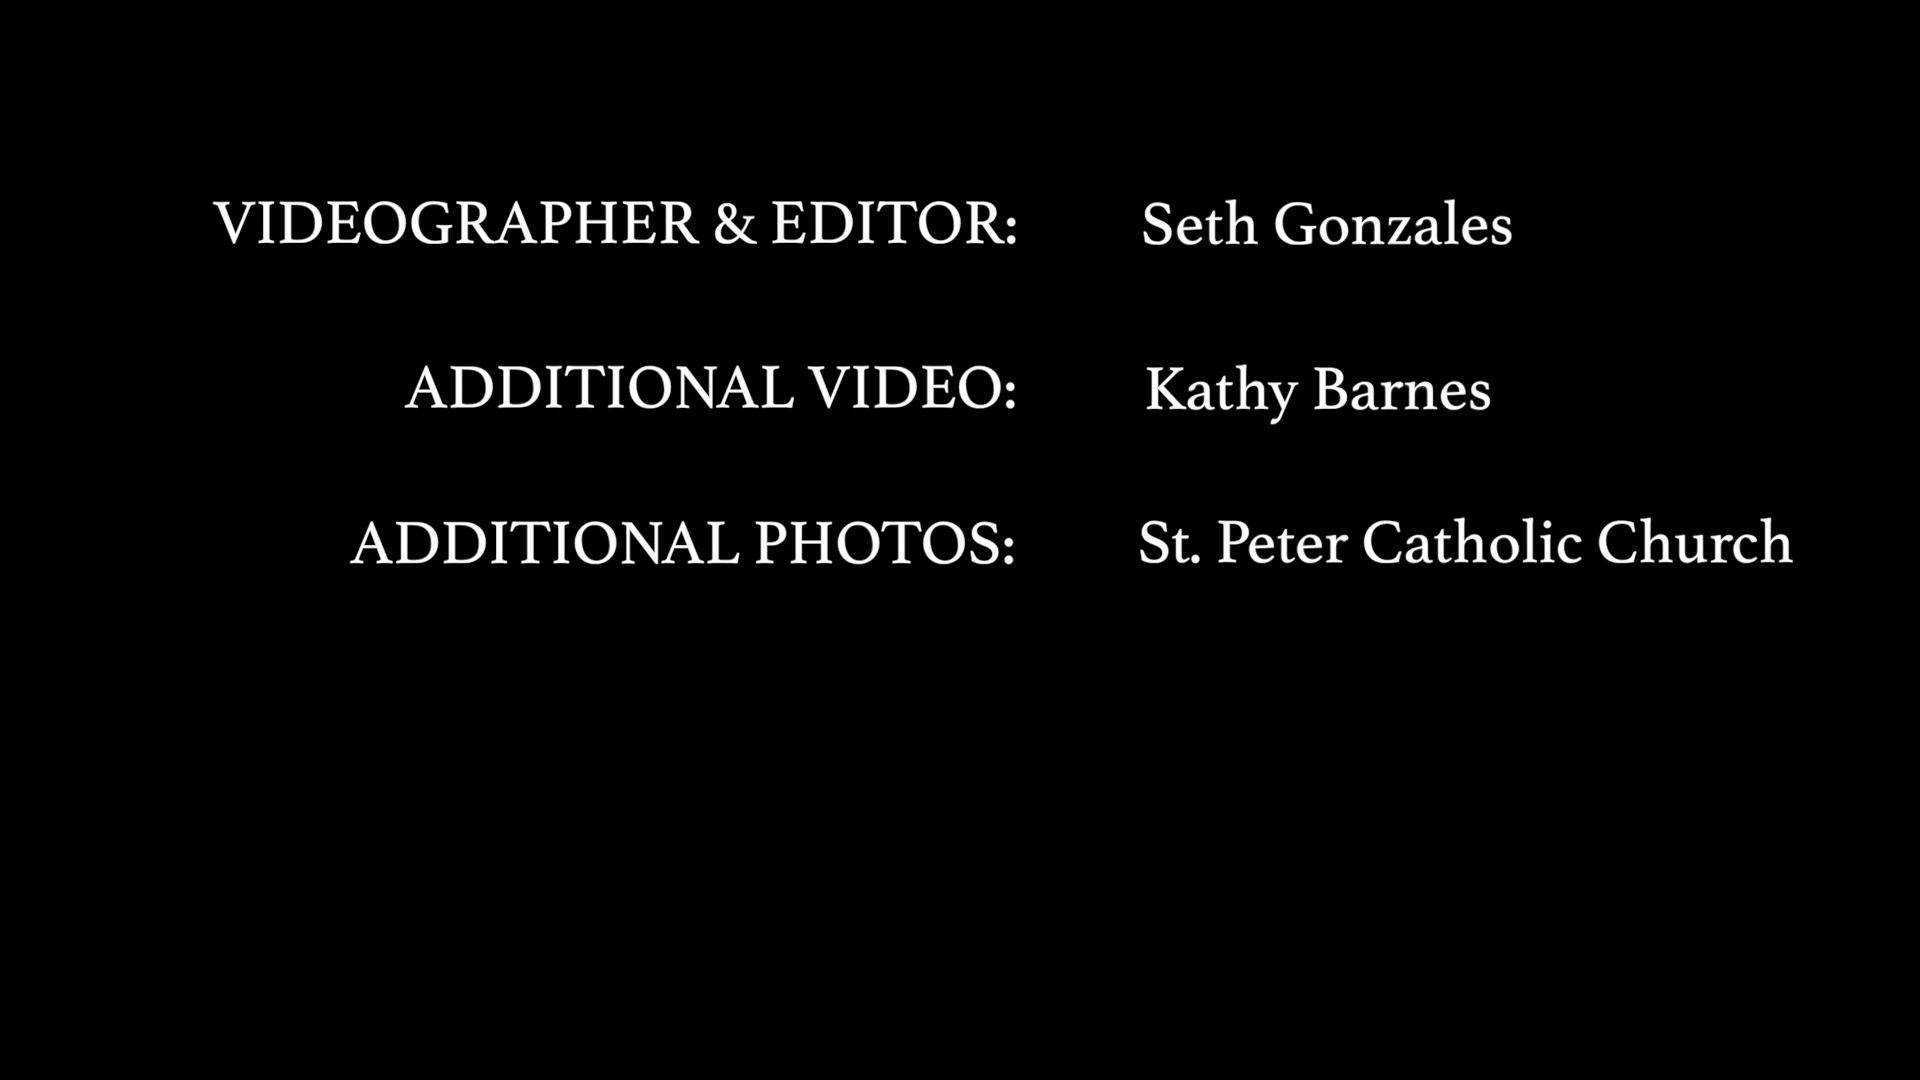 VIDEOGRAPHER & EDITOR: Seth Gonzales
ADDITIONAL VIDEO: Kathy Barnes
ADDITIONAL PHOTOS: St. Peter Catholic Church